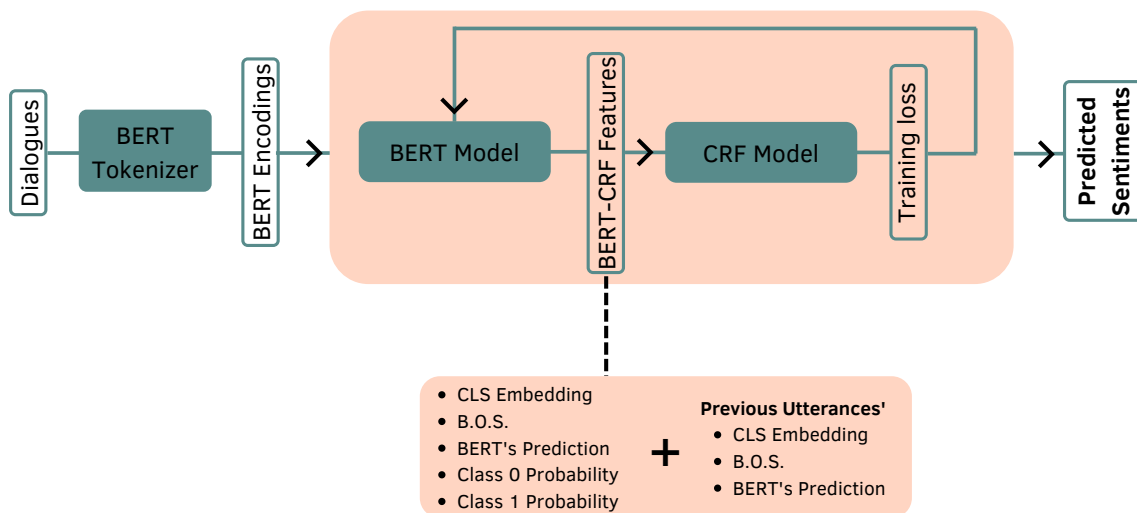 Dialogues
BERT
Tokenizer
BERT Encodings
BERT Model
BERT-CRF Features
CRF Model
Training loss
Predicted
Sentiments
• CLS Embedding
• B.O.S.
• BERT's Prediction
• Class 0 Probability
• Class 1 Probability
+
Previous Utterances'
• CLS Embedding
• B.O.S.
• BERT's Prediction